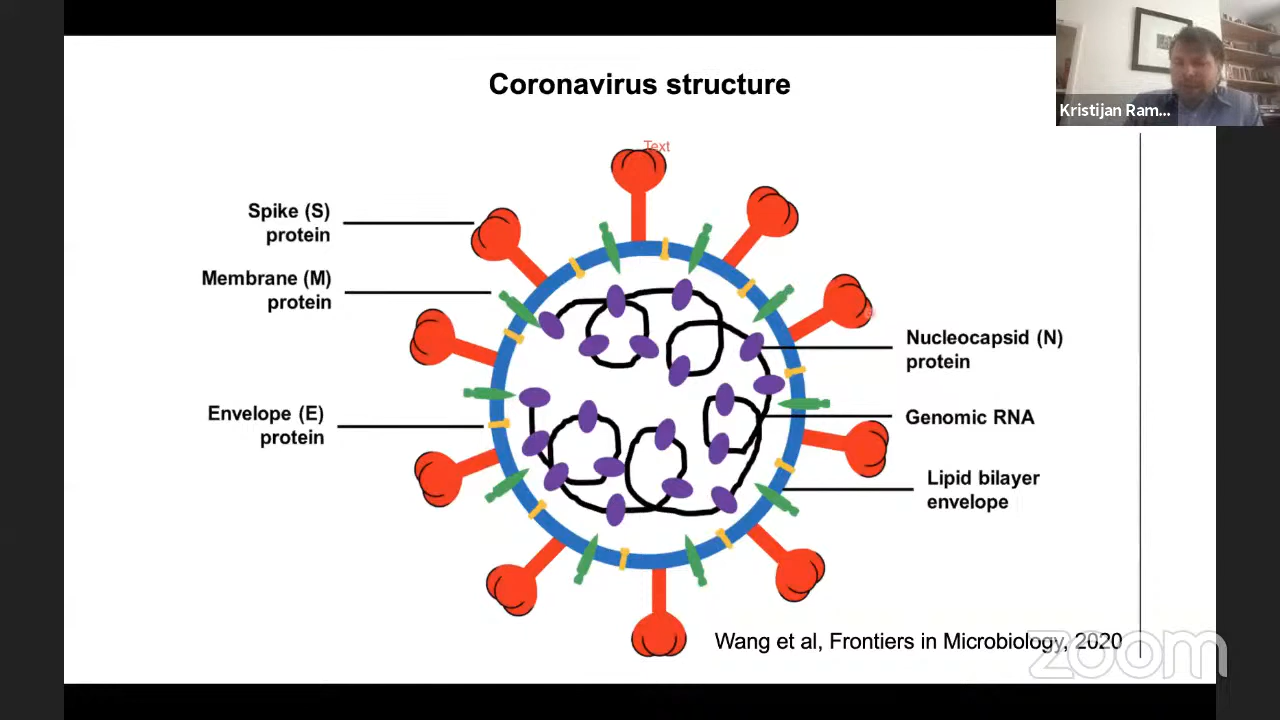 Coronavirus structure
Kristijan Ram...
Text
Spike (S)
protein
Membrane (M)
protein
Envelope (E)
protein
Nucleocapsid (N)
protein
Genomic RNA
Lipid bilayer
envelope
Wang et al, Frontiers in Microbiology, 2020
zoom